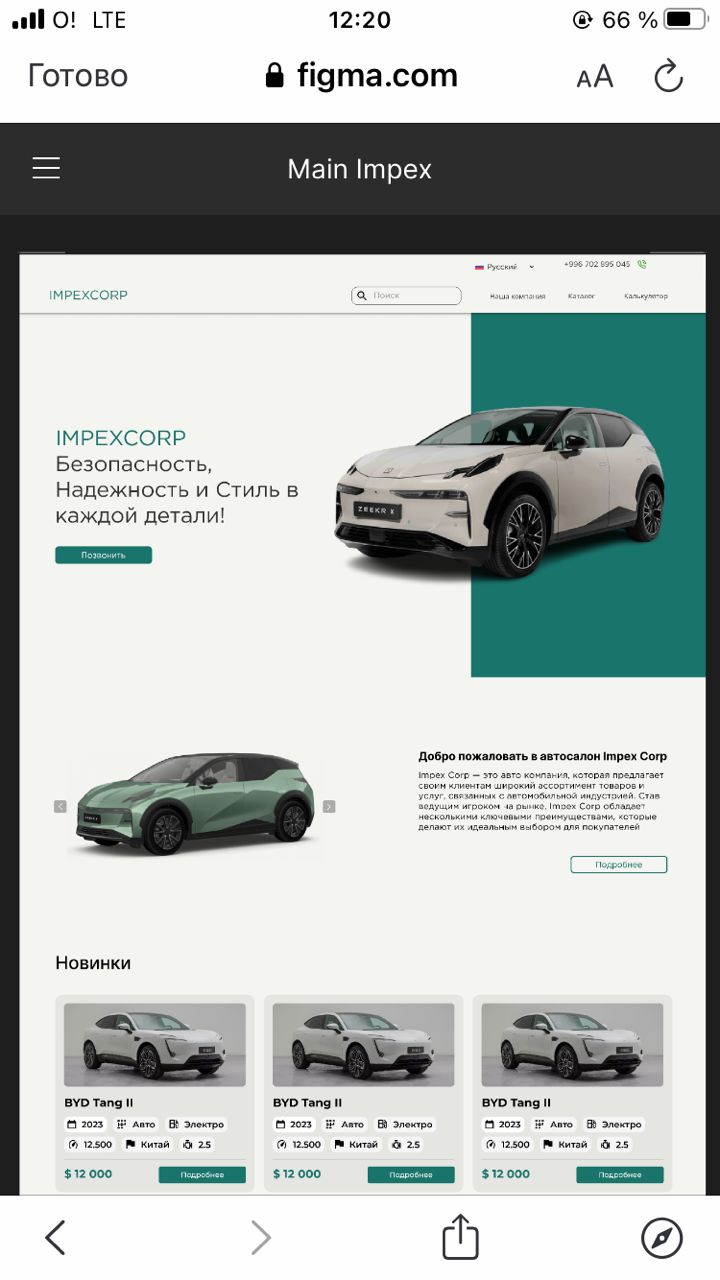 O! LTE 12:20 66 %
Готово figma.com AA
Main Impex
Русский +996 702 895 045
IMPEXCORP Поиск Наша компания Каталог Калькулятор
IMPEXCORP
Безопасность,
Надежность и Стиль в
каждой детали!
Позвонить
ZEEKR X
Добро пожаловать в автосалон Impex Corp
Impex Corp — это авто компания, которая предлагает
своим клиентам широкий ассортимент товаров и
услуг, связанных с автомобильной индустрией. Став
ведущим игроком на рынке, Impex Corp обладает
несколькими ключевыми преимуществами, которые
делают их идеальным выбором для покупателей
Подробнее
Новинки
BYD Tang II BYD Tang II BYD Tang II
2023 Авто Электро 2023 Авто Электро 2023 Авто Электро
12.500 Китай 2.5 12.500 Китай 2.5 12.500 Китай 2.5
$ 12 000 Подробнее $ 12 000 Подробнее $ 12 000 Подробнее